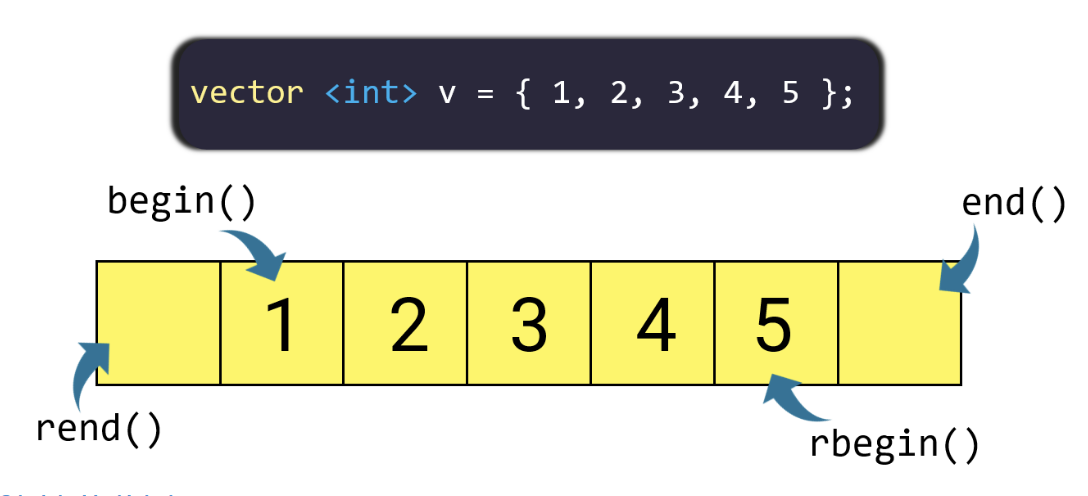 vector <int> v = { 1, 2, 3, 4, 5 };
begin()
end()
1 2 3 4 5
rend()
rbegin()